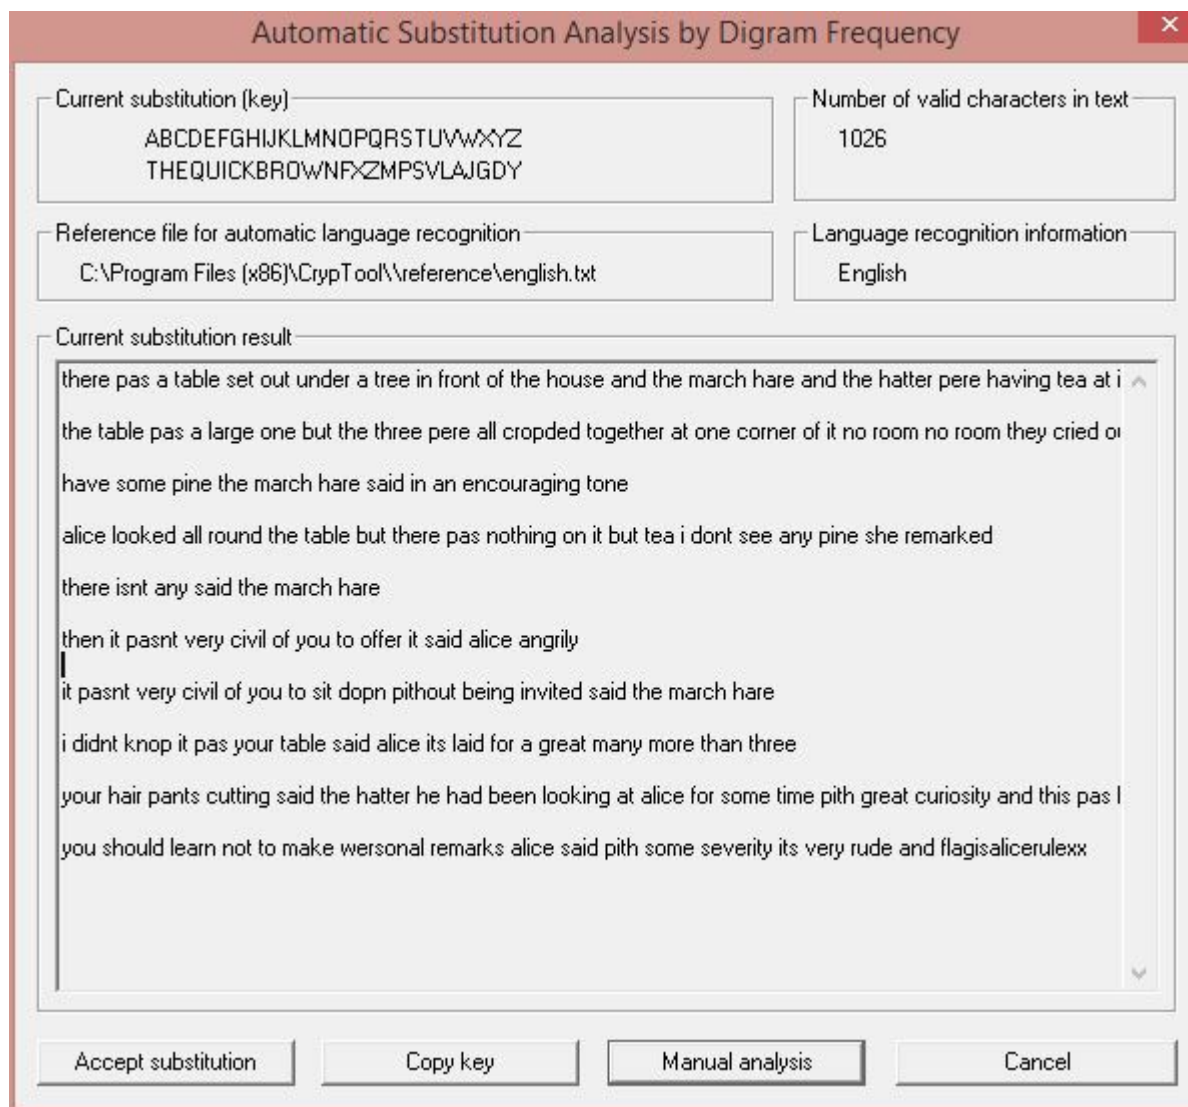 Automatic Substitution Analysis by Digram Frequency
Current substitution (key)
ABCDEFGHIJKLMNOPQRSTUVWXYZ
THEQUICKBROWNFXZMPSVLAJGDY
Number of valid characters in text
1026
Reference file for automatic language recognition
C:\Program Files (x86)\CrypTool\\reference\english.txt
Language recognition information
English
Current substitution result
there pas a table set out under a tree in front of the house and the march hare and the hatter pere having tea at i
the table pas a large one but the three pere all cropded together at one corner of it no room no room they cried o
have some pine the march hare said in an encouraging tone
alice looked all round the table but there pas nothing on it but tea i dont see any pine she remarked
there isnt any said the march hare
then it pasnt very civil of you to offer it said alice angrily
it pasnt very civil of you to sit dopn pithout being invited said the march hare
i didnt knop it pas your table said alice its laid for a great many more than three
your hair pants cutting said the hatter he had been looking at alice for some time pith great curiosity and this pas
you should learn not to make wersonal remarks alice said pith some severity its very rude and flagisalicerulexx
Accept substitution
Copy key
Manual analysis
Cancel